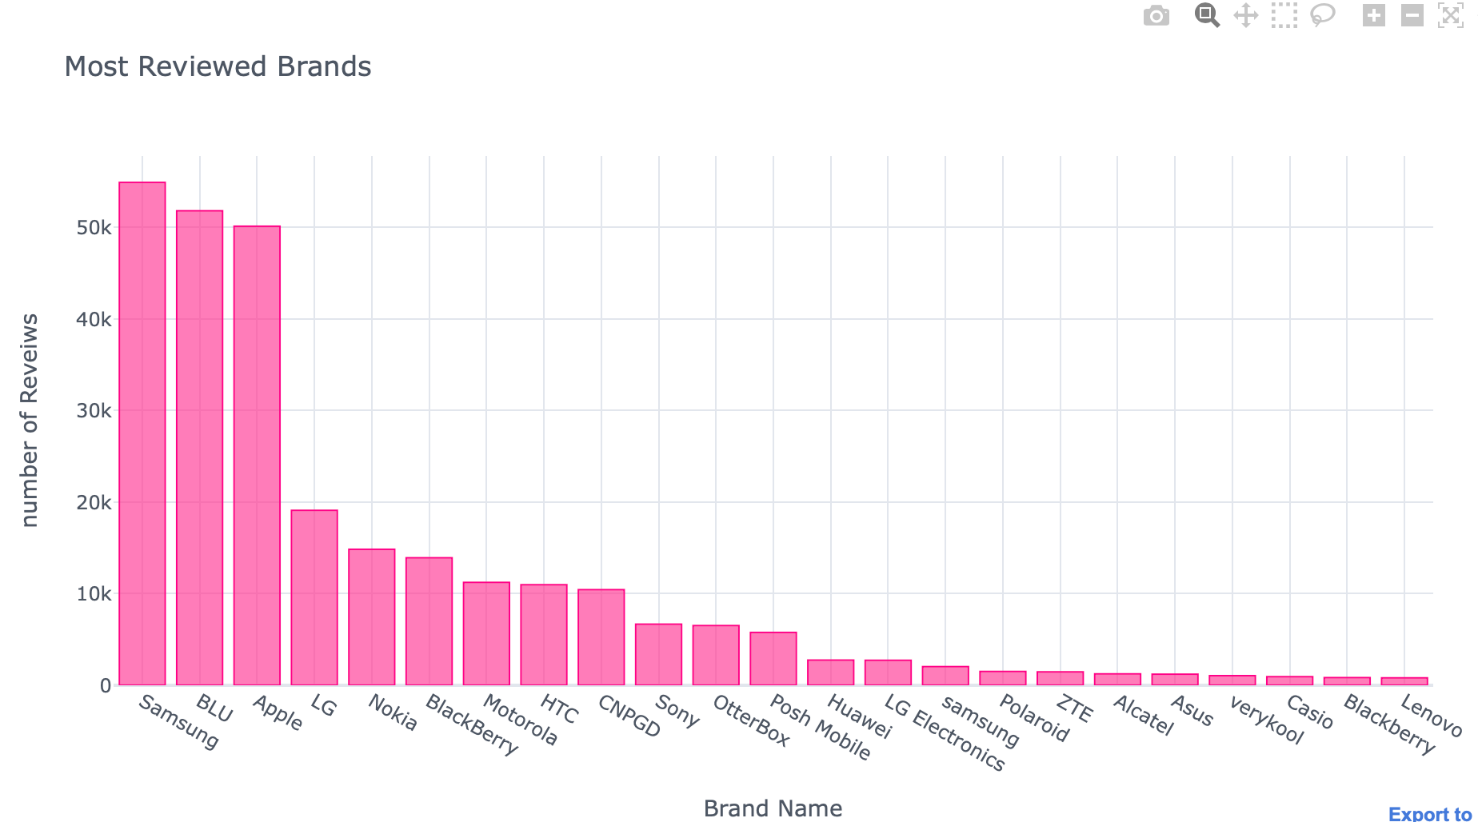 Most Reviewed Brands
number of Reveiws
50k
40k
30k
20k
10k
0
Samsung
BLU
Apple
LG
Nokia
BlackBerry
Motorola
HTC
CNPGD
Sony
OtterBox
Posh Mobile
Huawei
LG Electronics
samsung
Polaroid
ZTE
Alcatel
Asus
verykool
Casio
Blackberry
Lenovo
Brand Name
Export to